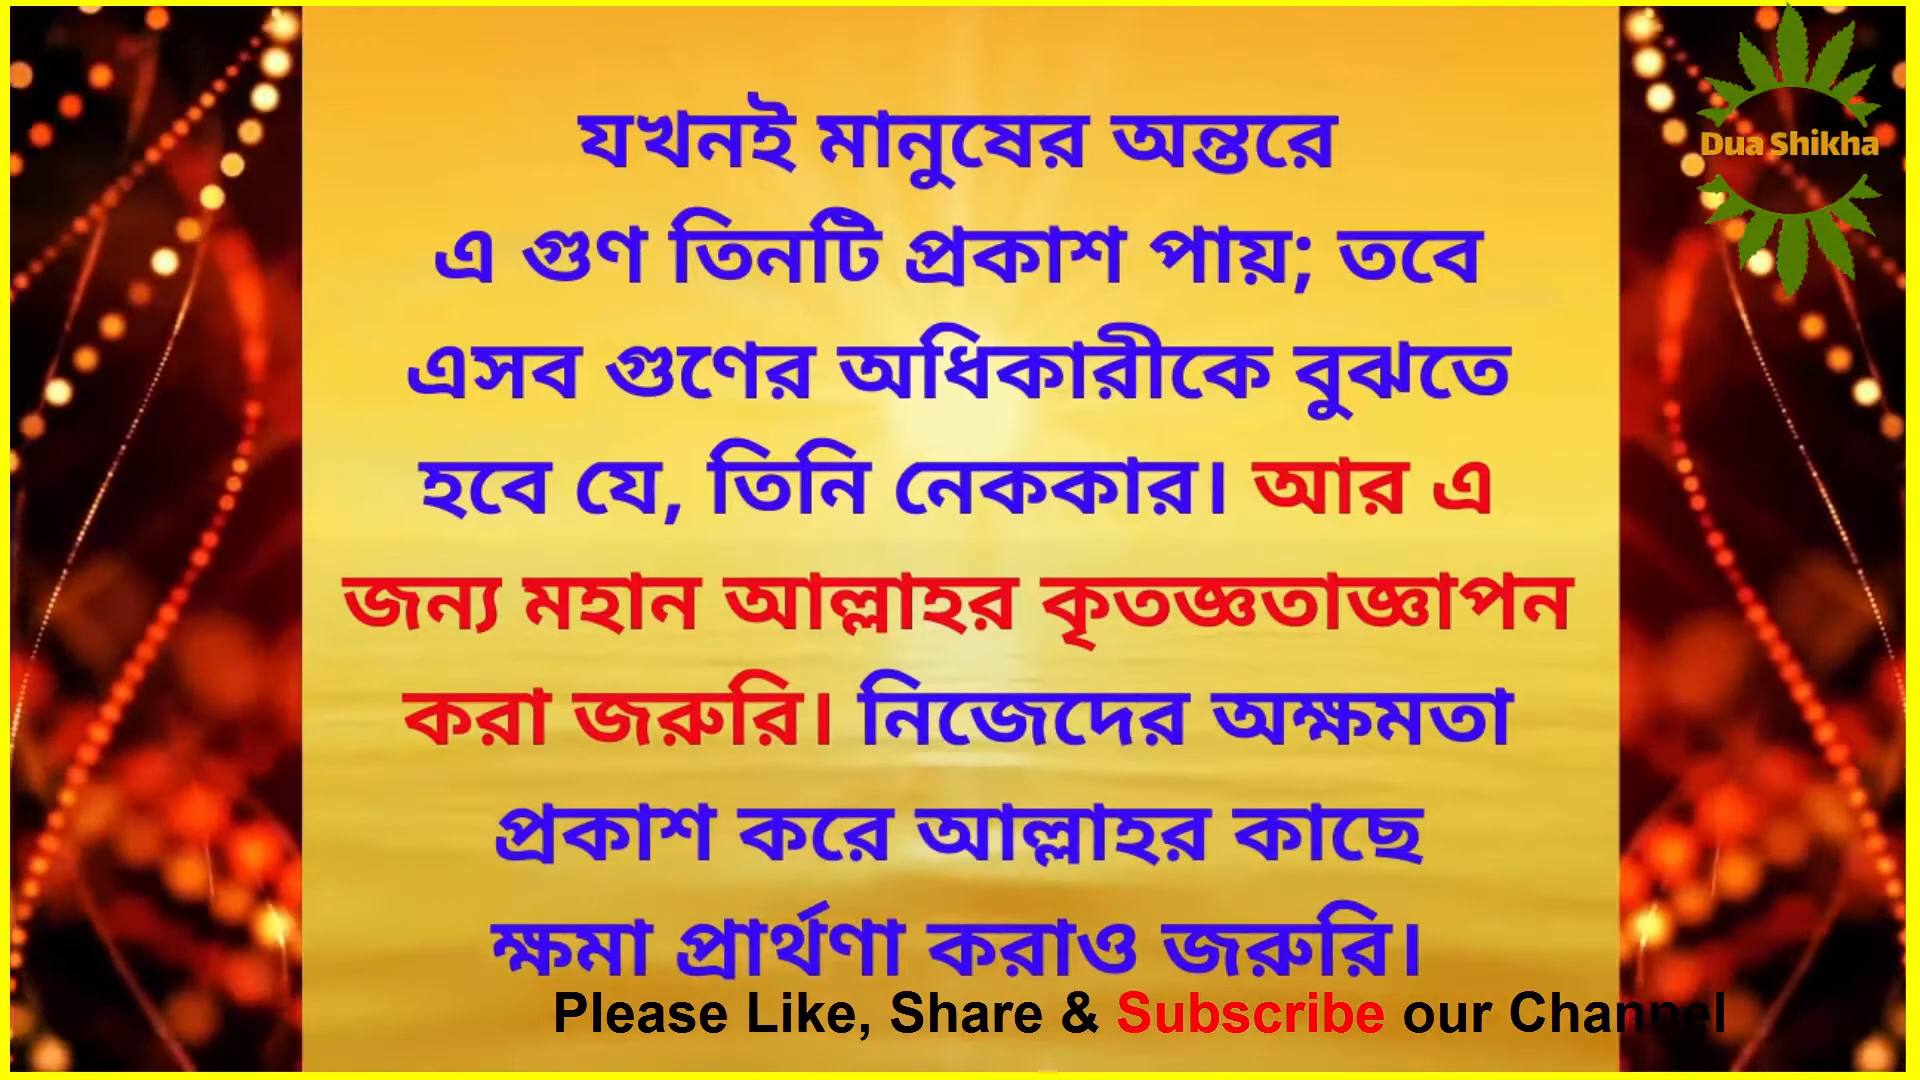 যখনই মানুষের অন্তরে
এ গুণ তিনটি প্রকাশ পায়; তবে
এসব গুণের অধিকারীকে বুঝতে
হবে যে, তিনি নেককার। আর এ
জন্য মহান আল্লাহর কৃতজ্ঞতাজ্ঞাপন
করা জরুরি। নিজেদের অক্ষমতা
প্রকাশ করে আল্লাহর কাছে
ক্ষমা প্রার্থণা করাও জরুরি।
Please Like, Share & Subscribe our Channel
Dua Shikha